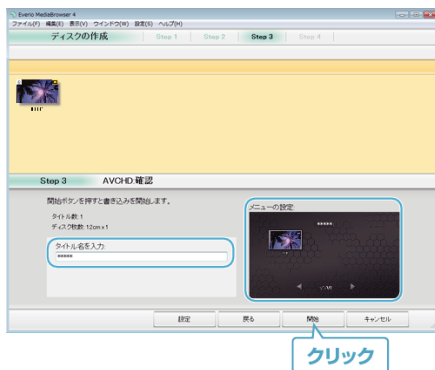 Everio MediaBrowser 4
ファイル(F) 編集(E) 表示(V) ウインドウ(W) 設定(S) ヘルプ(H)
ディスクの作成 Step 1 Step 2 Step 3 Step 4
Step 3 AVCHD:確認
開始ボタンを押すと書き込みを開始します。
タイトル数: 1
ディスク枚数: 12cm x 1
タイトル名を入力:
*****
メニューの設定
*****
設定 戻る 開始 キャンセル
クリック